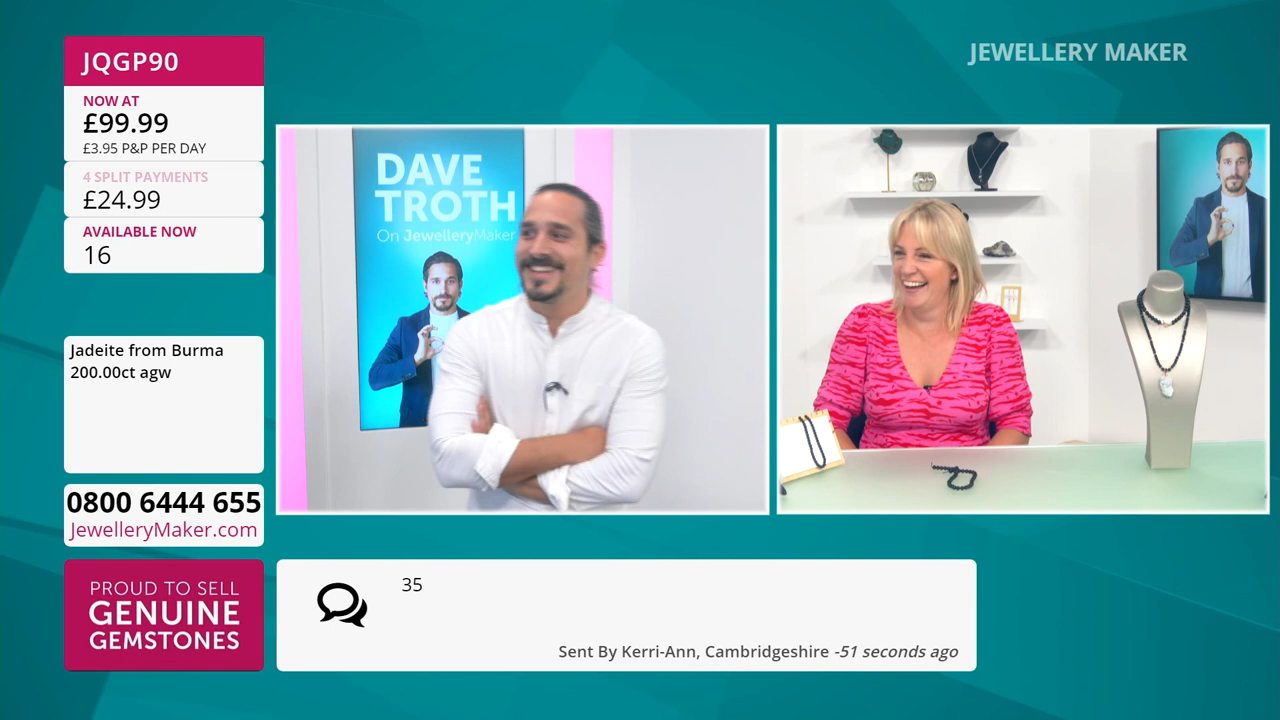 JQGP90
NOW AT
£99.99
£3.95 P&P PER DAY
4 SPLIT PAYMENTS
£24.99
AVAILABLE NOW
16
Jadeite from Burma
200.00ct agw
0800 6444 655
JewelleryMaker.com
PROUD TO SELL
GENUINE
GEMSTONES
JEWELLERY MAKER
DAVE
TROTH
On JewelleryMaker
35
Sent By Kerri-Ann, Cambridgeshire -51 seconds ago